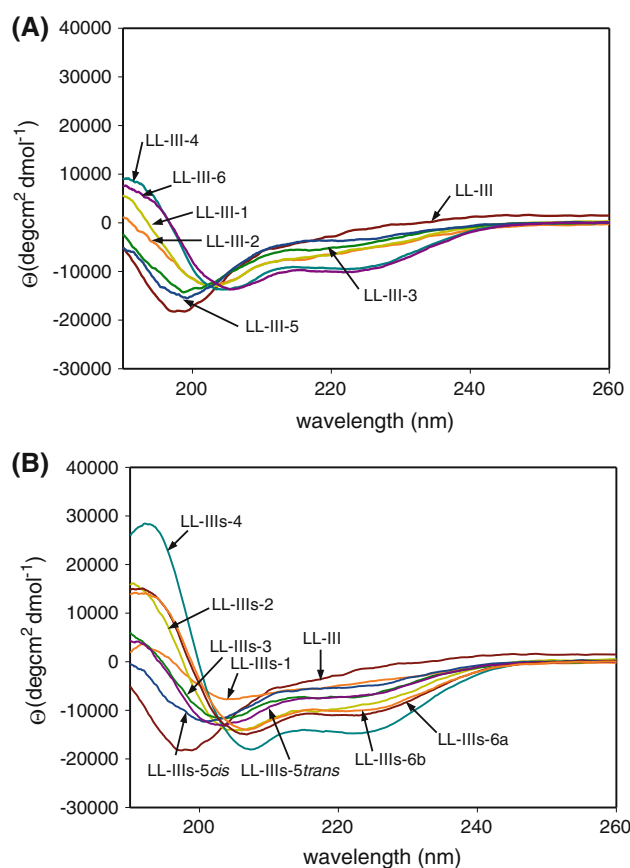 (A)
40000
30000
20000
10000
0
-10000
-20000
-30000
Θ(degcm² dmol⁻¹)
LL-III-4
LL-III-6
LL-III-1
LL-III-2
LL-III-5
LL-III
LL-III-3
200
220
240
260
wavelength (nm)
(B)
40000
30000
20000
10000
0
-10000
-20000
-30000
Θ(degcm² dmol⁻¹)
LL-IIIs-4
LL-IIIs-2
LL-IIIs-3
LL-IIIs-1
LL-III
LL-IIIs-5cis
LL-IIIs-5trans
LL-IIIs-6b
LL-IIIs-6a
200
220
240
260
wavelength (nm)